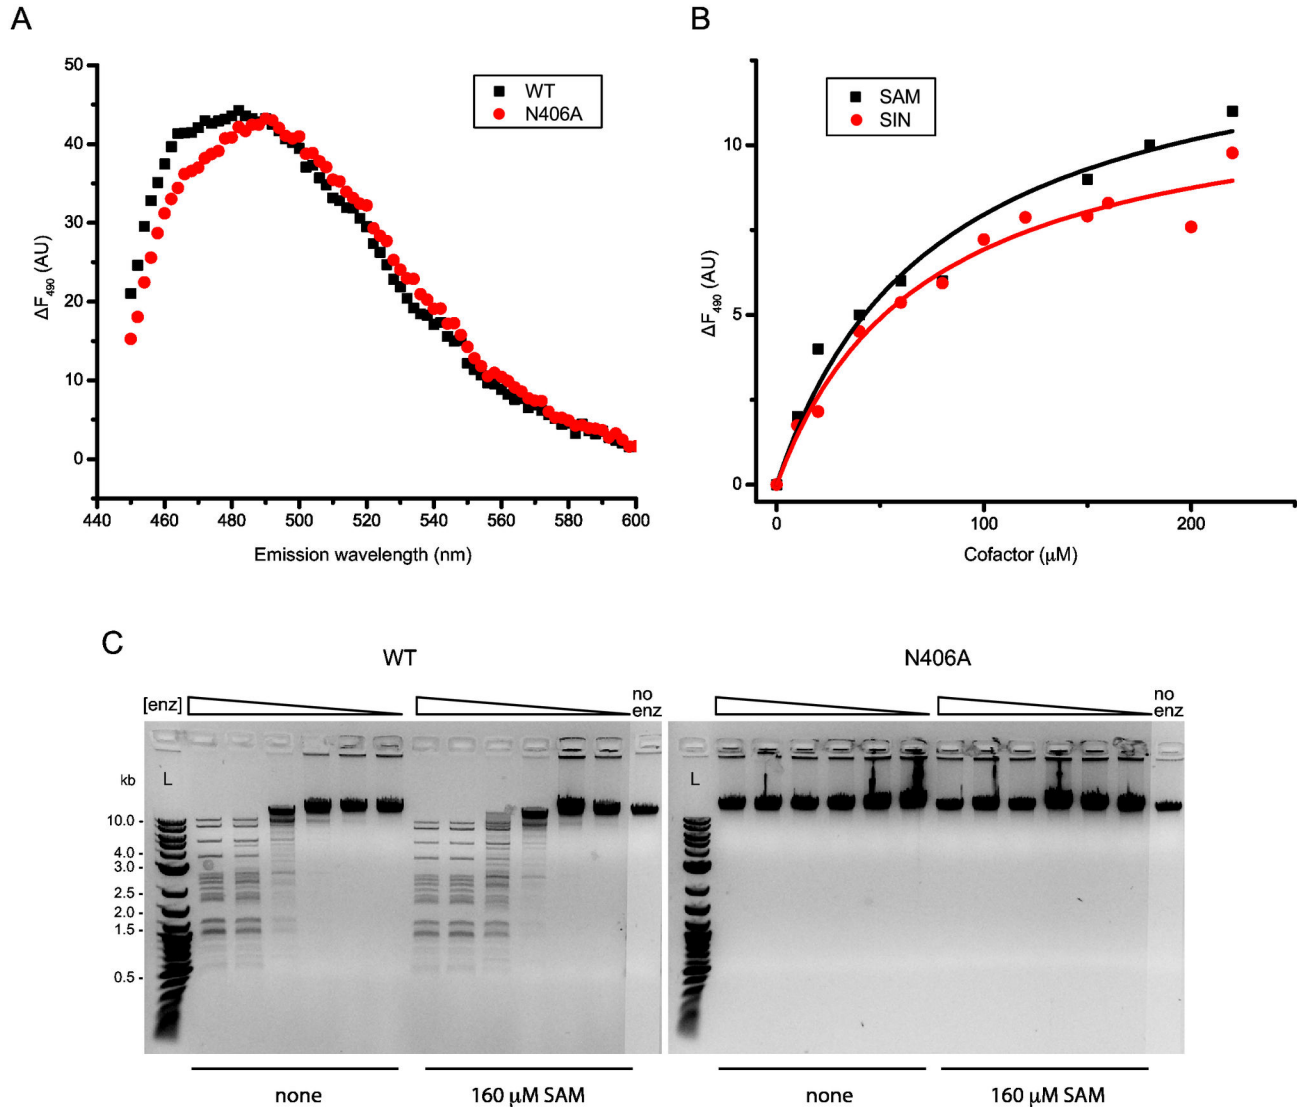 A
50
40
30
20
10
0
ΔF490 (AU)
WT
N406A
440 460 480 500 520 540 560 580 600
Emission wavelength (nm)
B
10
5
0
ΔF490 (AU)
SAM
SIN
0 100 200
Cofactor (μM)
C
WT
N406A
[enz]
no
enz
no
enz
kb
L
L
10.0 -
4.0 -
3.0 -
2.5 -
2.0 -
1.5 -
0.5 -
none
160 μM SAM
none
160 μM SAM